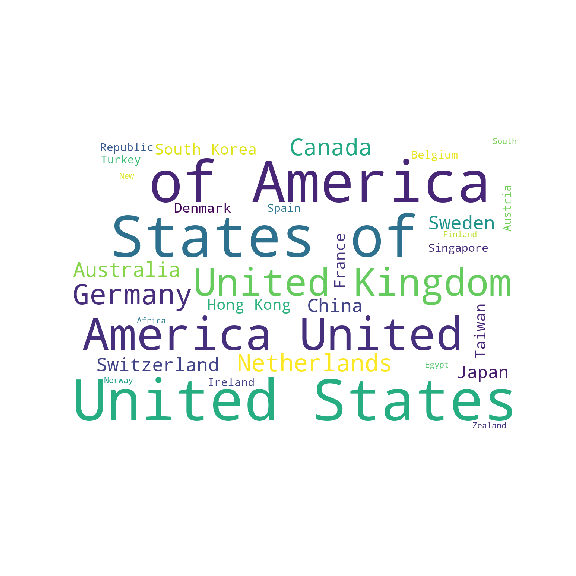 South
Republic
South Korea
Canada
Belgium
Turkey
New
of America
Denmark
Spain
Austria
States of
Sweden
Finland
Singapore
France
Australia
United Kingdom
Germany
Hong Kong
China
Africa
America United
Taiwan
Switzerland
Netherlands
Egypt
Japan
Norway
Ireland
United States
Zealand